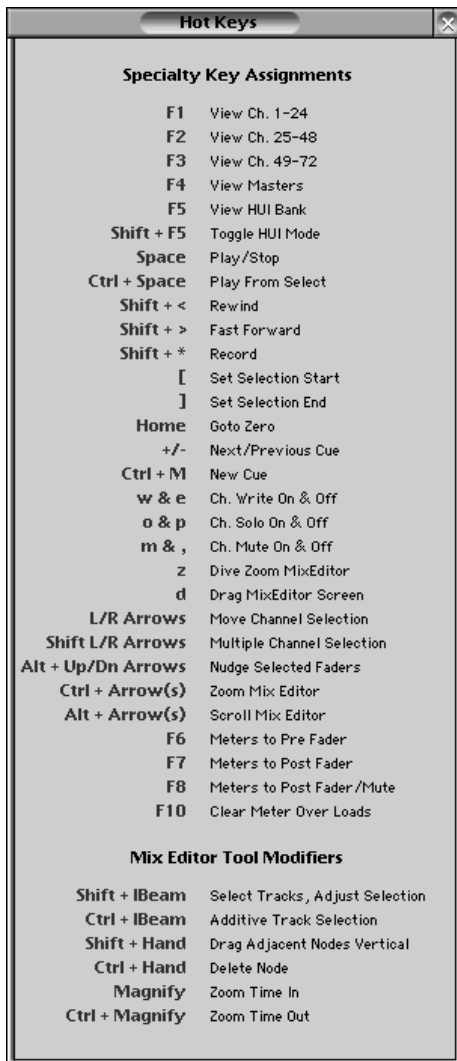 Hot Keys
Specialty Key Assignments
F1 View Ch. 1-24
F2 View Ch. 25-48
F3 View Ch. 49-72
F4 View Masters
F5 View HUI Bank
Shift + F5 Toggle HUI Mode
Space Play/Stop
Ctrl + Space Play From Select
Shift + < Rewind
Shift + > Fast Forward
Shift + * Record
[ Set Selection Start
] Set Selection End
Home Goto Zero
+/- Next/Previous Cue
Ctrl + M New Cue
w & e Ch. Write On & Off
o & p Ch. Solo On & Off
m & , Ch. Mute On & Off
z Dive Zoom MixEditor
d Drag MixEditor Screen
L/R Arrows Move Channel Selection
Shift L/R Arrows Multiple Channel Selection
Alt + Up/Dn Arrows Nudge Selected Faders
Ctrl + Arrow(s) Zoom Mix Editor
Alt + Arrow(s) Scroll Mix Editor
F6 Meters to Pre Fader
F7 Meters to Post Fader
F8 Meters to Post Fader/Mute
F10 Clear Meter Over Loads
Mix Editor Tool Modifiers
Shift + IBeam Select Tracks, Adjust Selection
Ctrl + IBeam Additive Track Selection
Shift + Hand Drag Adjacent Nodes Vertical
Ctrl + Hand Delete Node
Magnify Zoom Time In
Ctrl + Magnify Zoom Time Out